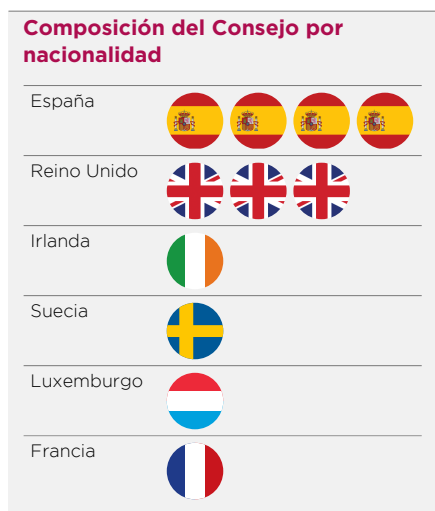 Composición del Consejo por
nacionalidad
España
Reino Unido
Irlanda
Suecia
Luxemburgo
Francia